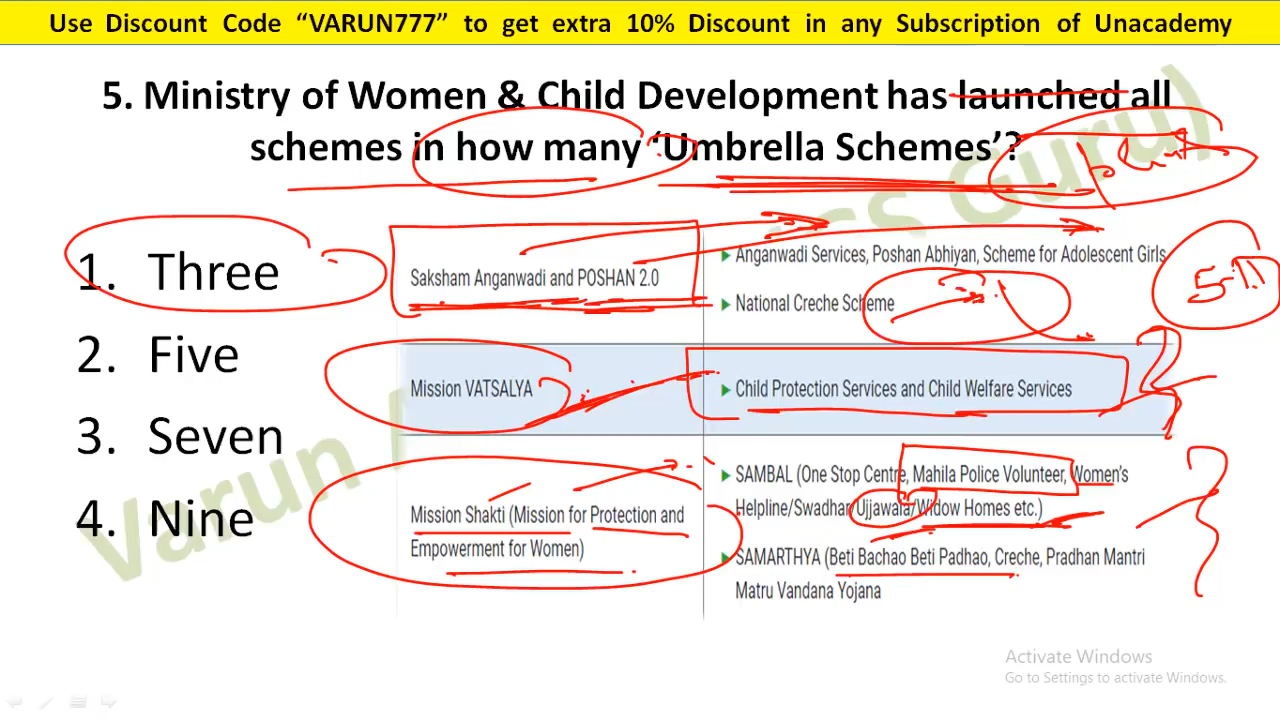 Use Discount Code “VARUN777” to get extra 10% Discount in any Subscription of Unacademy
5. Ministry of Women & Child Development has launched all
schemes in how many ‘Umbrella Schemes’?
1. Three
2. Five
3. Seven
4. Nine
Saksham Anganwadi and POSHAN 2.0
Anganwadi Services, Poshan Abhiyan, Scheme for Adolescent Girls
National Creche Scheme
Mission VATSALYA
Child Protection Services and Child Welfare Services
Mission Shakti (Mission for Protection and
Empowerment for Women)
SAMBAL (One Stop Centre, Mahila Police Volunteer, Women’s
Helpline/Swadhar/Ujjawala/Widow Homes etc.)
SAMARTHYA (Beti Bachao Beti Padhao, Creche, Pradhan Mantri
Matru Vandana Yojana
Activate Windows
Go to Settings to activate Windows.